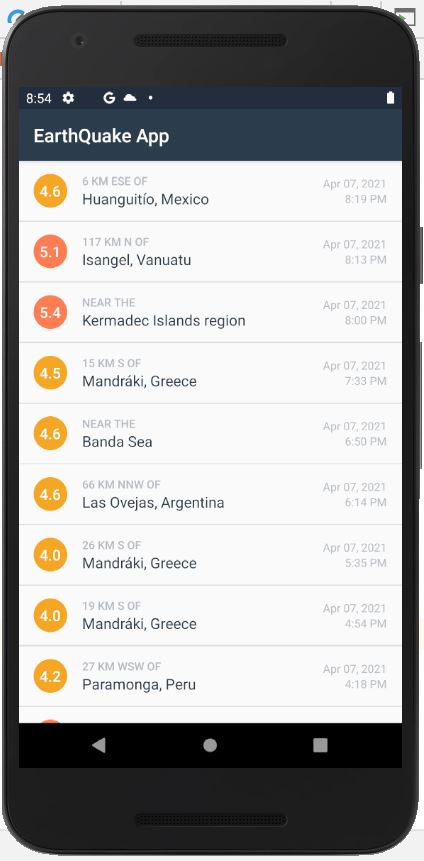 8:54 G
EarthQuake App
4.6
6 KM ESE OF
Huanguitío, Mexico
Apr 07, 2021
8:19 PM
5.1
117 KM N OF
Isangel, Vanuatu
Apr 07, 2021
8:13 PM
5.4
NEAR THE
Kermadec Islands region
Apr 07, 2021
8:00 PM
4.5
15 KM S OF
Mandráki, Greece
Apr 07, 2021
7:33 PM
4.6
NEAR THE
Banda Sea
Apr 07, 2021
6:50 PM
4.6
66 KM NNW OF
Las Ovejas, Argentina
Apr 07, 2021
6:14 PM
4.0
26 KM S OF
Mandráki, Greece
Apr 07, 2021
5:35 PM
4.0
19 KM S OF
Mandráki, Greece
Apr 07, 2021
4:54 PM
4.2
27 KM WSW OF
Paramonga, Peru
Apr 07, 2021
4:18 PM